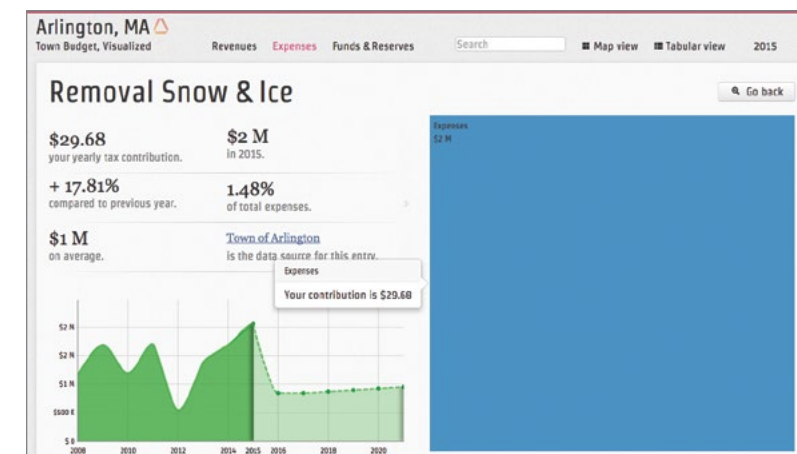 Arlington, MA
Town Budget, Visualized
Revenues Expenses Funds & Reserves Search Map view Tabular view 2015
Removal Snow & Ice
Go back
$29.68
your yearly tax contribution.
$2 M
in 2015.
+ 17.81%
compared to previous year.
1.48%
of total expenses.
$1 M
on average.
Town of Arlington
is the data source for this entry.
Expenses
Your contribution is $29.68
Expenses
$2 M
$2 M
$2 M
$1 M
$500 K
$ 0
2008 2010 2012 2014 2015 2016 2018 2020